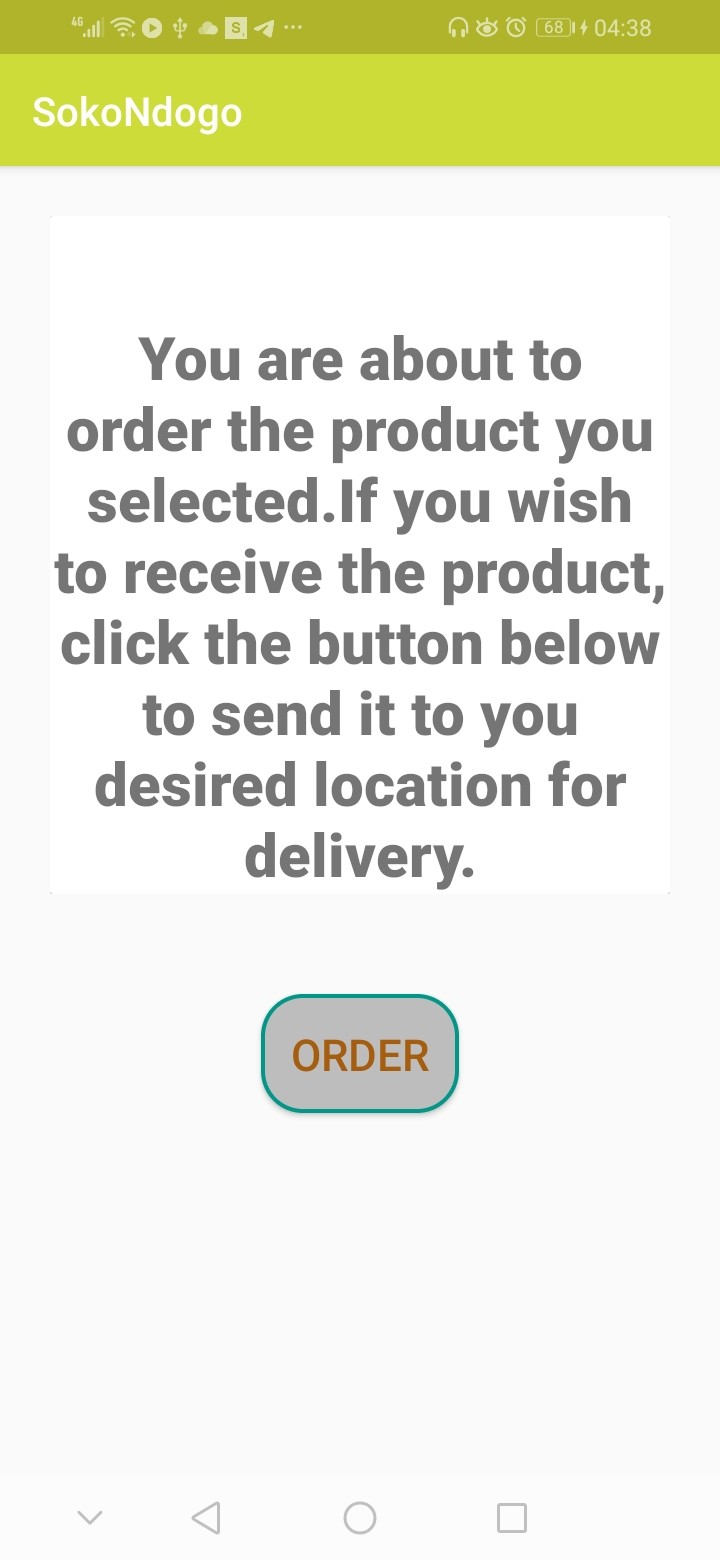 4G S 68 04:38
SokoNdogo
You are about to
order the product you
selected.If you wish
to receive the product,
click the button below
to send it to you
desired location for
delivery.
ORDER